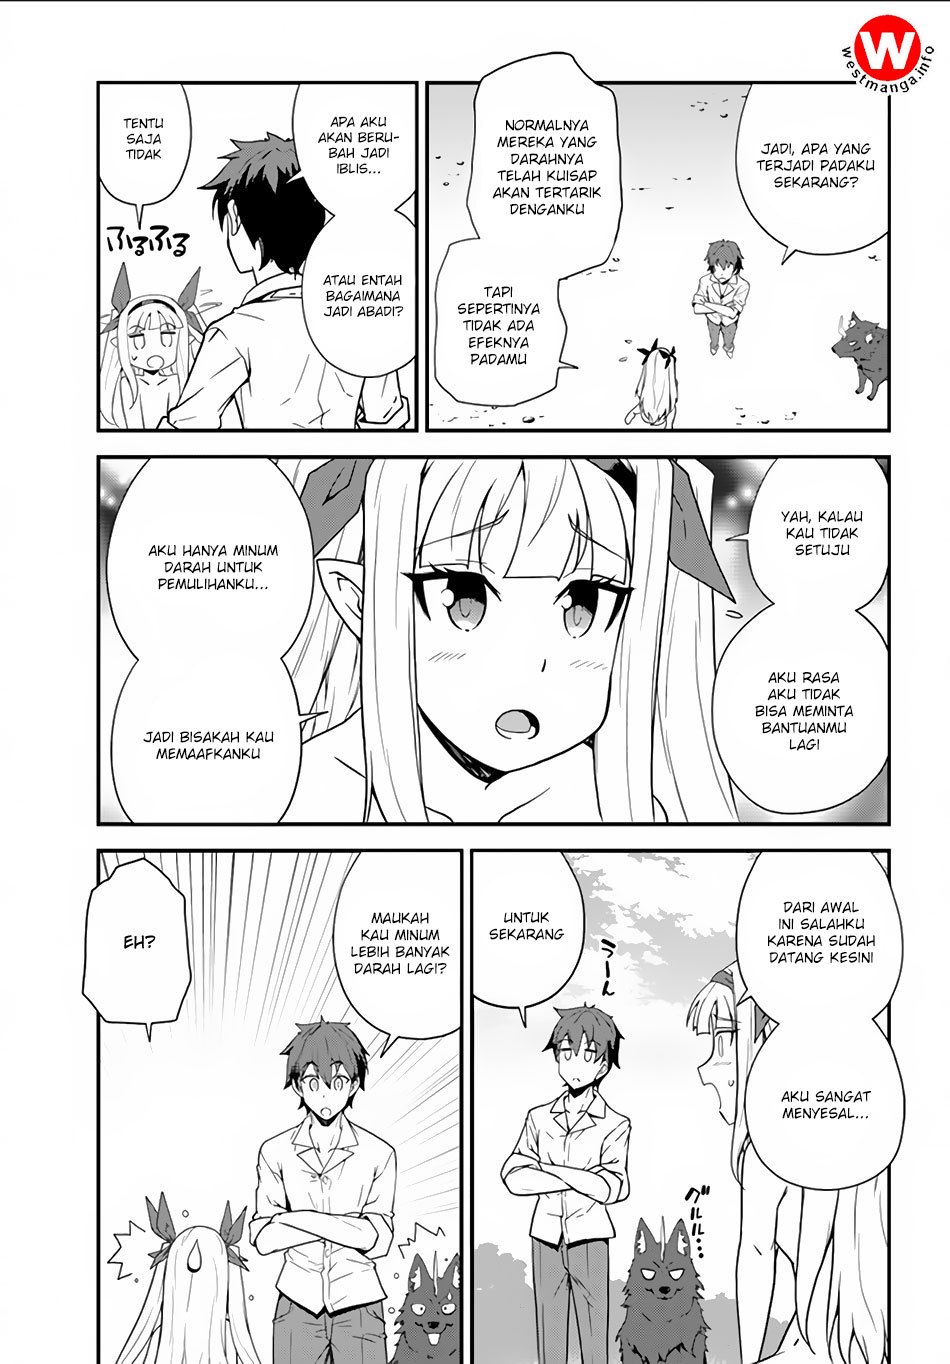 W
westmanga.info
JADI, APA YANG
TERJADI PADAKU
SEKARANG?
NORMALNYA
MEREKA YANG
DARAHNYA
TELAH KUISAP
AKAN TERTARIK
DENGANKU
TAPI
SEPERTINYA
TIDAK ADA
EFEKNYA
PADAMU
APA AKU
AKAN BERU-
BAH JADI
IBLIS...
ATAU ENTAH
BAGAIMANA
JADI ABADI?
TENTU
SAJA
TIDAK
ふるふる
YAH, KALAU
KAU TIDAK
SETUJU
AKU RASA
AKU TIDAK
BISA MEMINTA
BANTUANMU
LAGI
AKU HANYA MINUM
DARAH UNTUK
PEMULIHANKU...
JADI BISAKAH KAU
MEMAAFKANKU
DARI AWAL
INI SALAHKU
KARENA SUDAH
DATANG KESINI
AKU SANGAT
MENYESAL...
UNTUK
SEKARANG
うーん
グルルル...
MAUKAH
KAU MINUM
LEBIH BANYAK
DARAH LAGI?
EH?